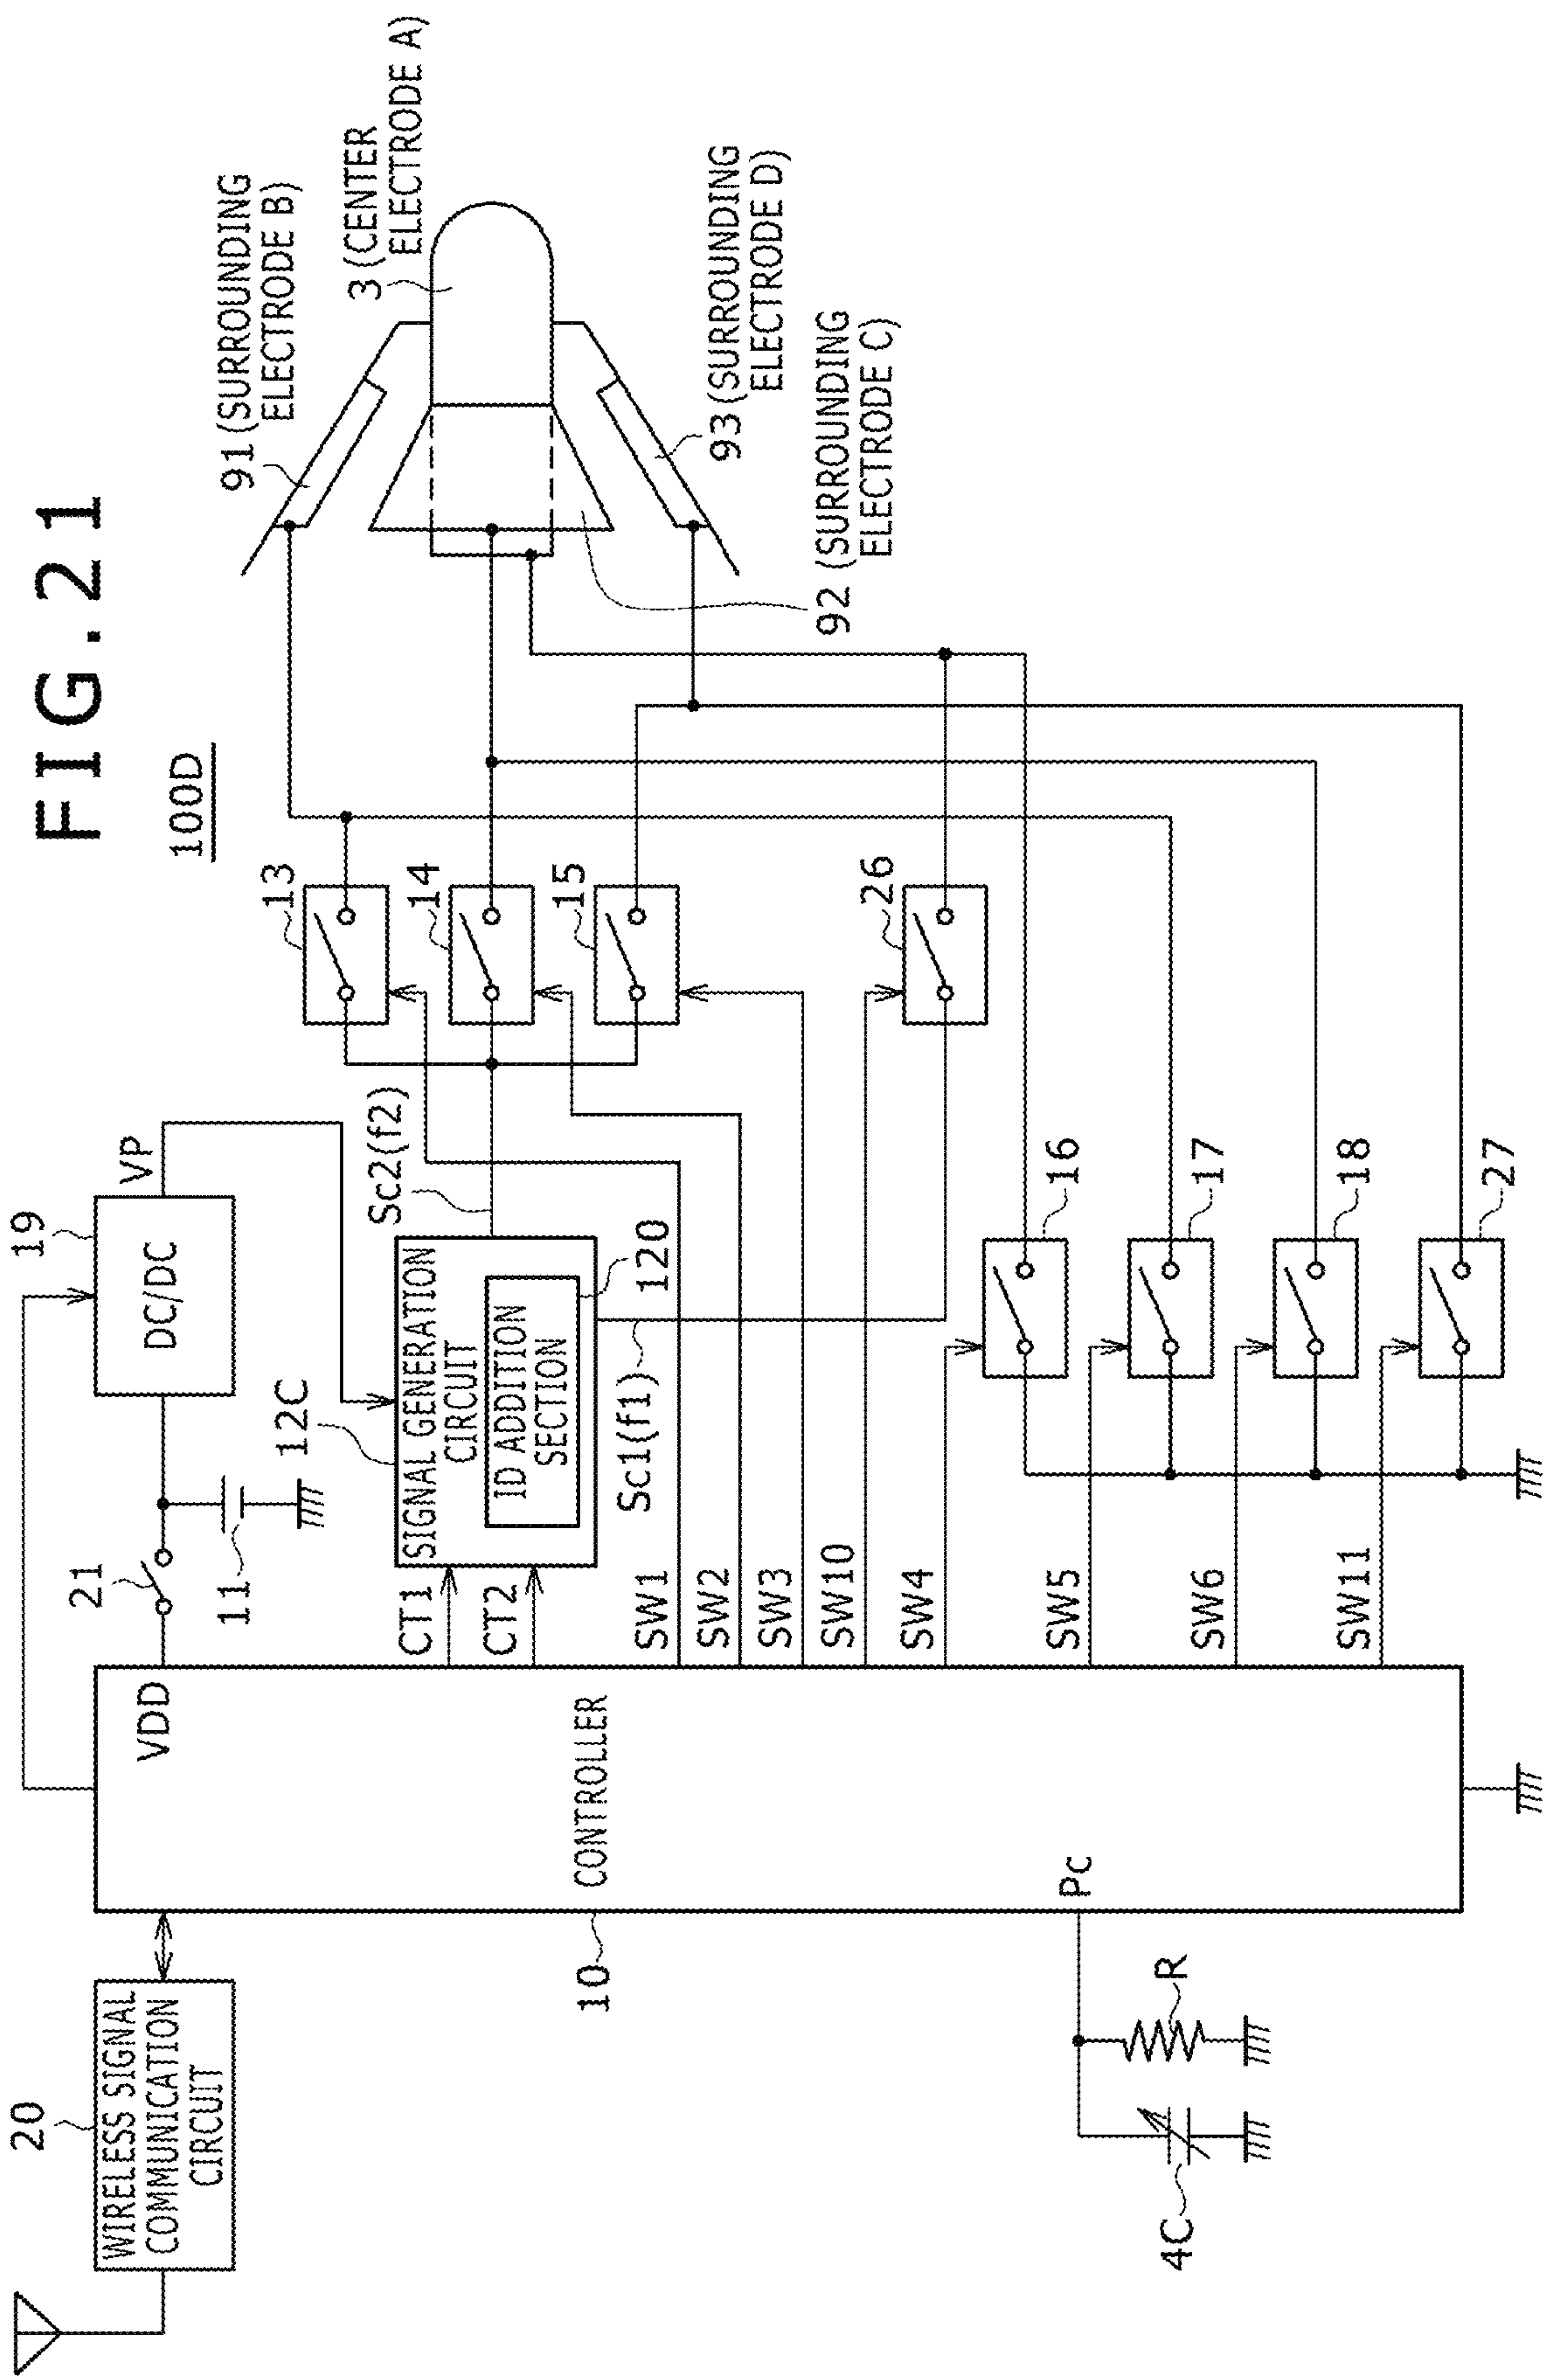 FIG.21
100D
20
WIRELESS SIGNAL
COMMUNICATION
CIRCUIT
VDD
CONTROLLER
10
Pc
R
4C
21
11
19
DC/DC
VP
12C
SIGNAL GENERATION
CIRCUIT
ID ADDITION
SECTION
120
CT1
CT2
Sc2(f2)
Sc1(f1)
SW1
SW2
SW3
SW10
SW4
SW5
SW6
SW11
13
14
15
26
16
17
18
27
91 (SURROUNDING
ELECTRODE B)
3 (CENTER
ELECTRODE A)
93 (SURROUNDING
ELECTRODE D)
92 (SURROUNDING
ELECTRODE C)